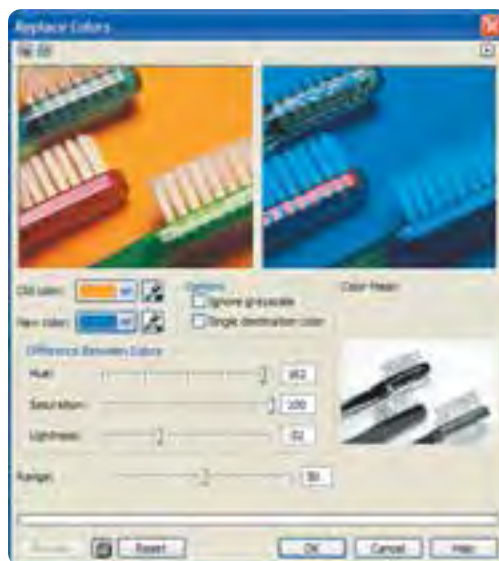 Replace Colors
Old color:
New color:
Options
Ignore grayscale
Single destination color
Color Mask:
Difference Between Colors
Hue:
Saturation: 100
Lightness:
Range:
Reset OK Cancel Help